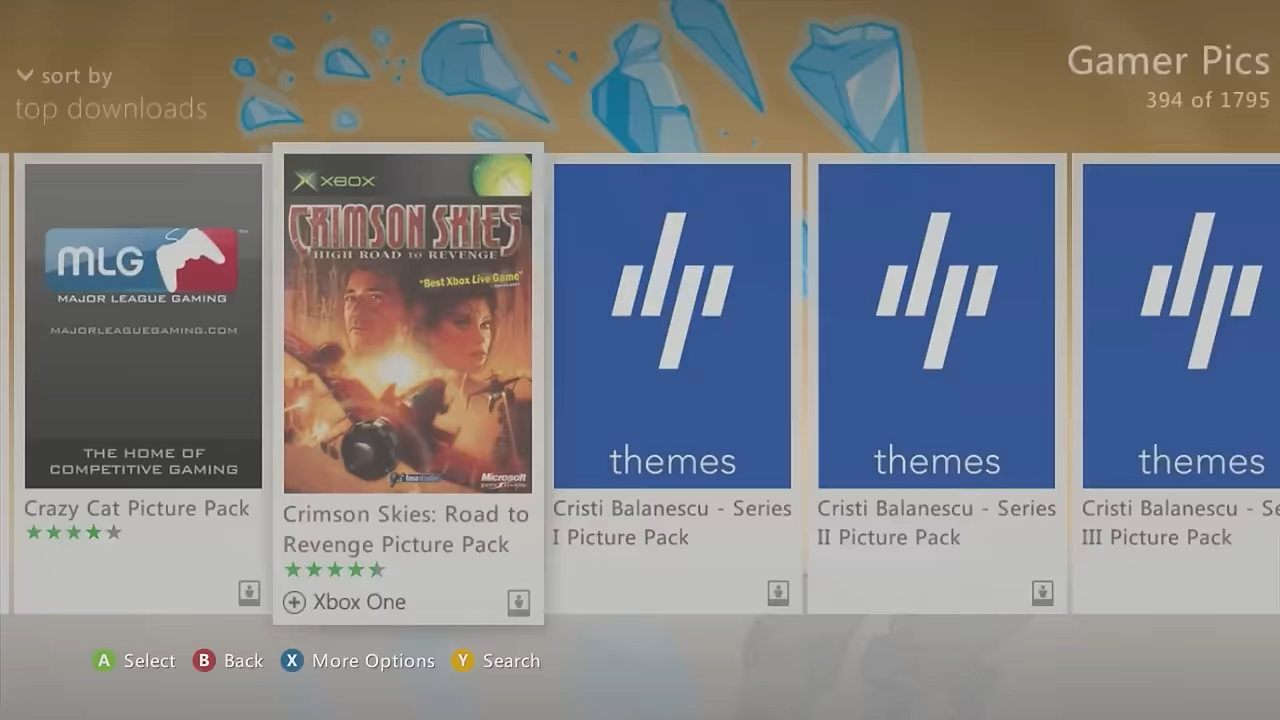 sort by
top downloads
Gamer Pics
394 of 1795
MLG
™
MAJOR LEAGUE GAMING
MAJORLEAGUEGAMING.COM
THE HOME OF
COMPETITIVE GAMING
Crazy Cat Picture Pack
XBOX
CRIMSON SKIES
HIGH ROAD TO REVENGE
"Best Xbox Live Game"
Microsoft
Crimson Skies: Road to
Revenge Picture Pack
Xbox One
themes
Cristi Balanescu - Series
I Picture Pack
themes
Cristi Balanescu - Series
II Picture Pack
themes
Cristi Balanescu - Se
III Picture Pack
A Select
B Back
X More Options
Y Search